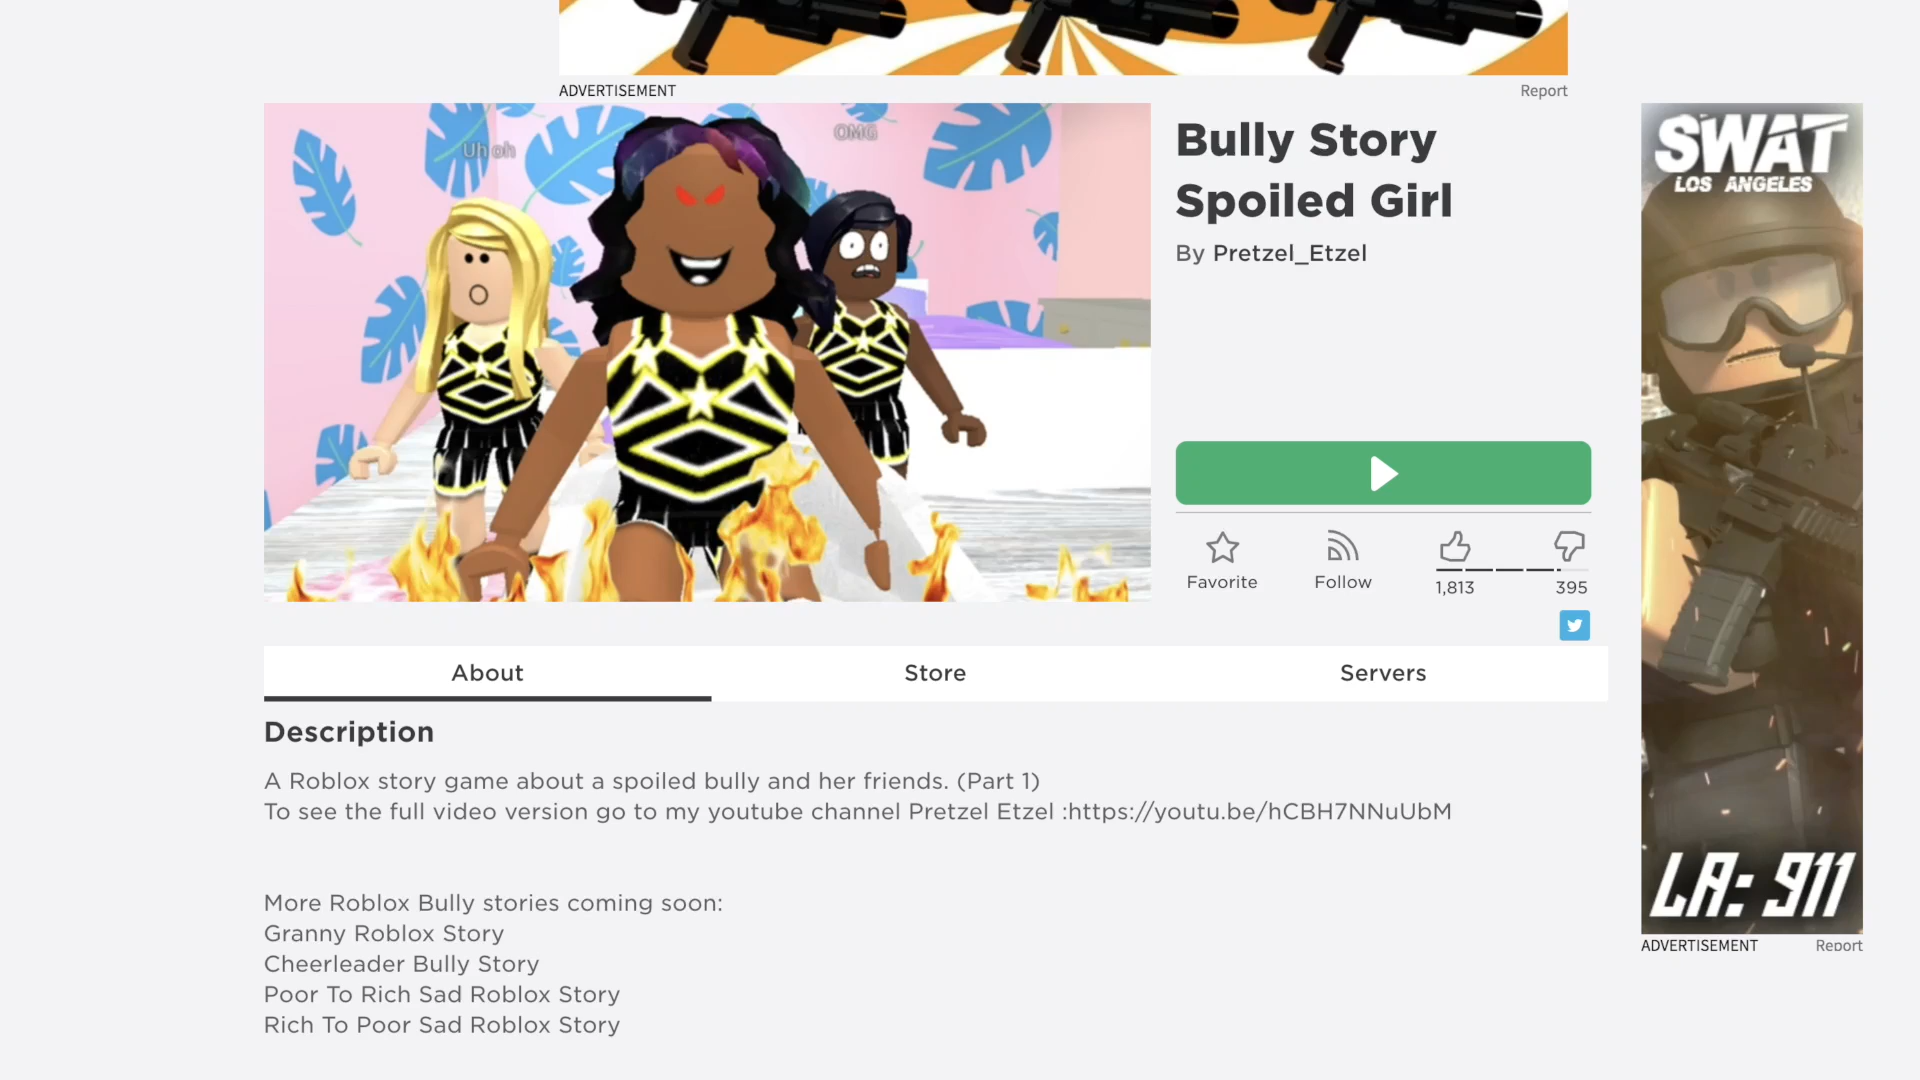 ADVERTISEMENT
Report
Uh oh
OMG
Bully Story
Spoiled Girl
By Pretzel_Etzel
Favorite
Follow
1,813
395
SWAT
LOS ANGELES
LA: 911
ADVERTISEMENT
Report
About
Store
Servers
Description
A Roblox story game about a spoiled bully and her friends. (Part 1)
To see the full video version go to my youtube channel Pretzel Etzel :https://youtu.be/hCBH7NNuUbM
More Roblox Bully stories coming soon:
Granny Roblox Story
Cheerleader Bully Story
Poor To Rich Sad Roblox Story
Rich To Poor Sad Roblox Story